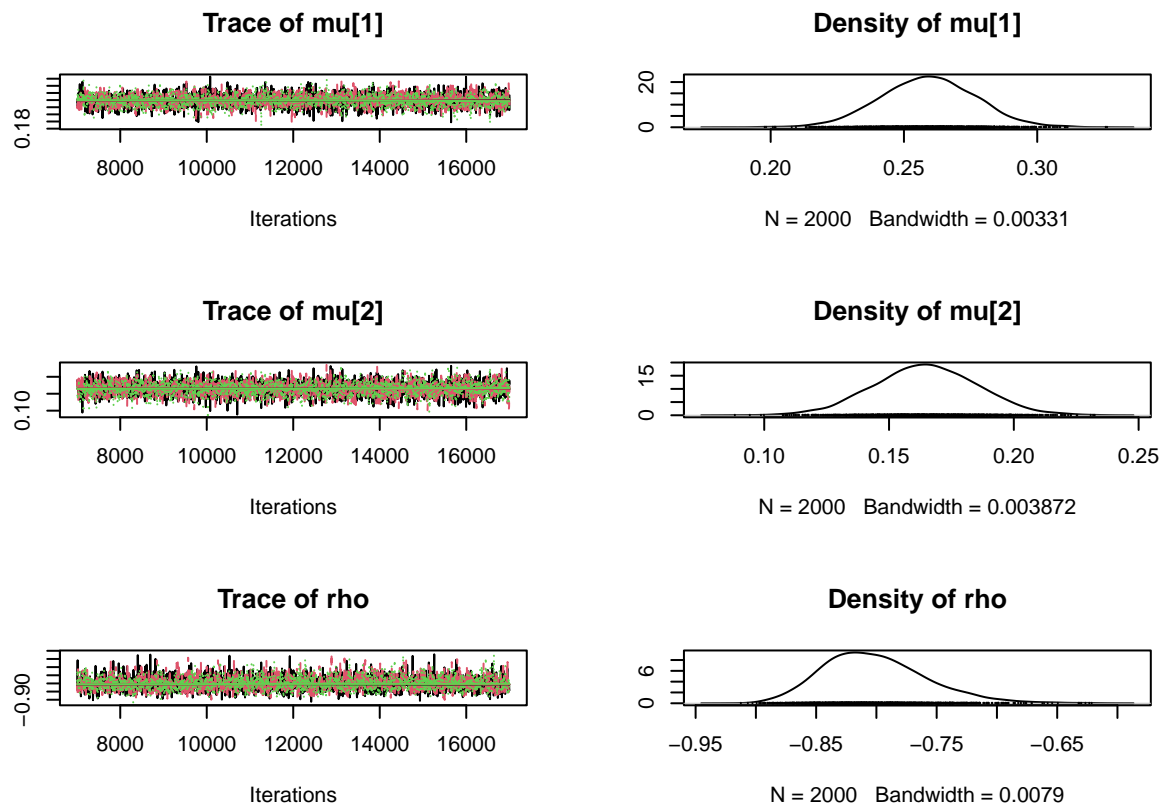 Trace of mu[1]
0.18
8000 10000 12000 14000 16000
Iterations
Density of mu[1]
0 20
0.20 0.25 0.30
N = 2000 Bandwidth = 0.00331
Trace of mu[2]
0.10
8000 10000 12000 14000 16000
Iterations
Density of mu[2]
0 15
0.10 0.15 0.20 0.25
N = 2000 Bandwidth = 0.003872
Trace of rho
−0.90
8000 10000 12000 14000 16000
Iterations
Density of rho
0 6
−0.95 −0.85 −0.75 −0.65
N = 2000 Bandwidth = 0.0079